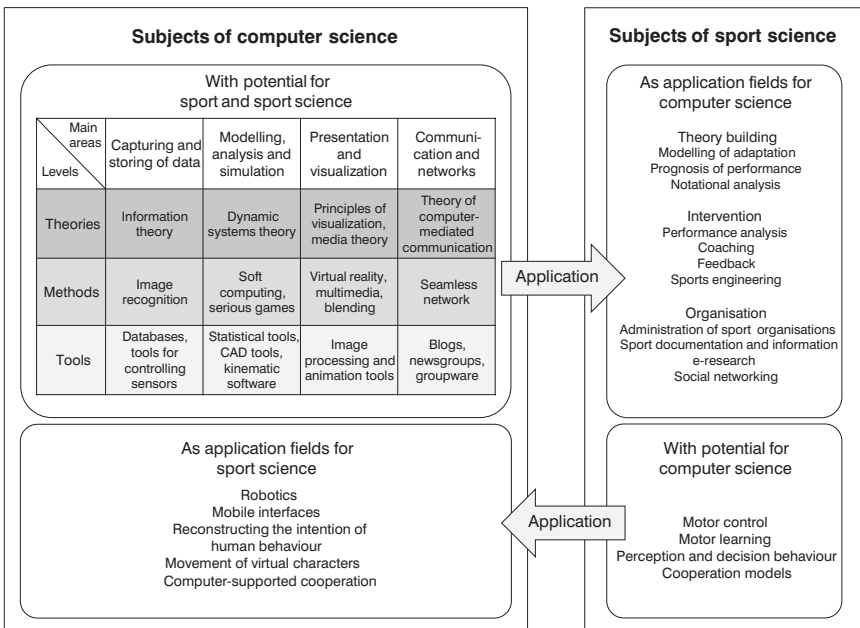 Subjects of computer science
With potential for
sport and sport science
Main
areas
Levels
Capturing and
storing of data
Modelling,
analysis and
simulation
Presentation
and
visualization
Communi-
cation and
networks
Theories
Information
theory
Dynamic
systems theory
Principles of
visualization,
media theory
Theory of
computer-
mediated
communication
Methods
Image
recognition
Soft
computing,
serious games
Virtual reality,
multimedia,
blending
Seamless
network
Tools
Databases,
tools for
controlling
sensors
Statistical tools,
CAD tools,
kinematic
software
Image
processing and
animation tools
Blogs,
newsgroups,
groupware
As application fields for
sport science
Robotics
Mobile interfaces
Reconstructing the intention of
human behaviour
Movement of virtual characters
Computer-supported cooperation
Application
Application
Subjects of sport science
As application fields for
computer science
Theory building
Modelling of adaptation
Prognosis of performance
Notational analysis
Intervention
Performance analysis
Coaching
Feedback
Sports engineering
Organisation
Administration of sport organisations
Sport documentation and information
e-research
Social networking
With potential for
computer science
Motor control
Motor learning
Perception and decision behaviour
Cooperation models